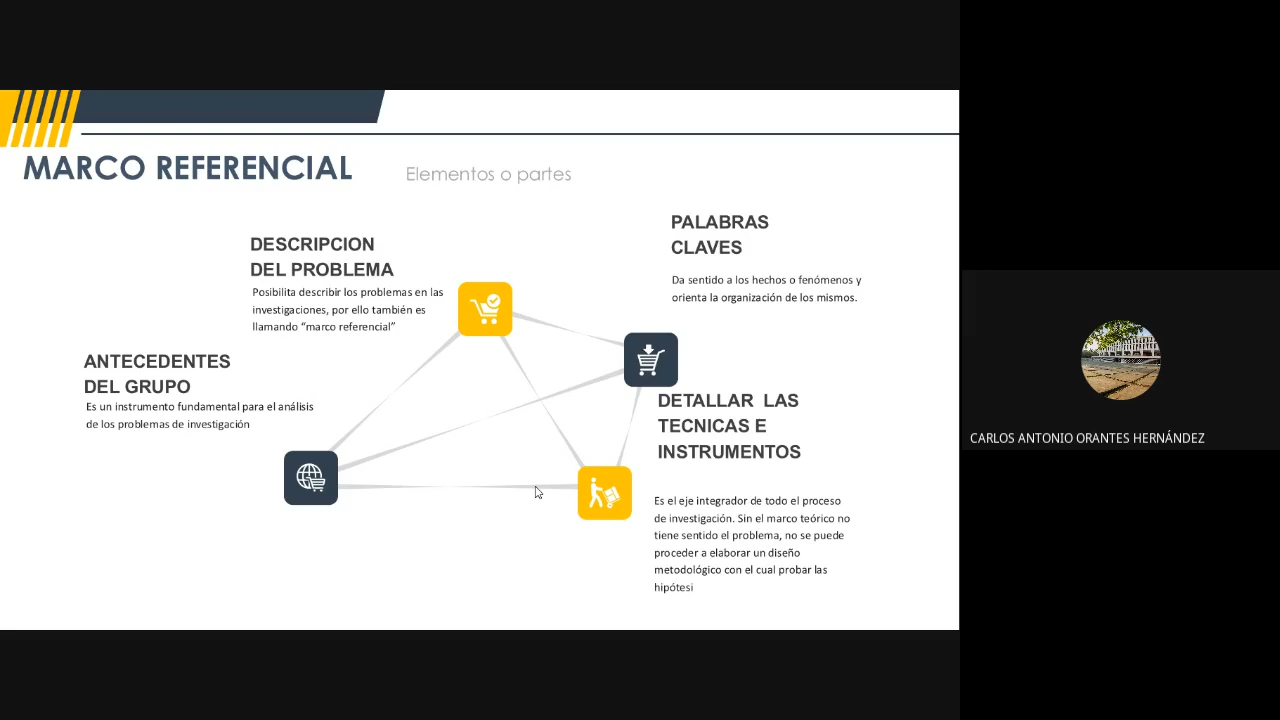 MARCO REFERENCIAL
Elementos o partes
DESCRIPCION
DEL PROBLEMA
Posibilita describir los problemas en las
investigaciones, por ello también es
llamando “marco referencial”
ANTECEDENTES
DEL GRUPO
Es un instrumento fundamental para el análisis
de los problemas de investigación
PALABRAS
CLAVES
Da sentido a los hechos o fenómenos y
orienta la organización de los mismos.
DETALLAR LAS
TECNICAS E
INSTRUMENTOS
Es el eje integrador de todo el proceso
de investigación. Sin el marco teórico no
tiene sentido el problema, no se puede
proceder a elaborar un diseño
metodológico con el cual probar las
hipótesi
CARLOS ANTONIO ORANTES HERNÁNDEZ